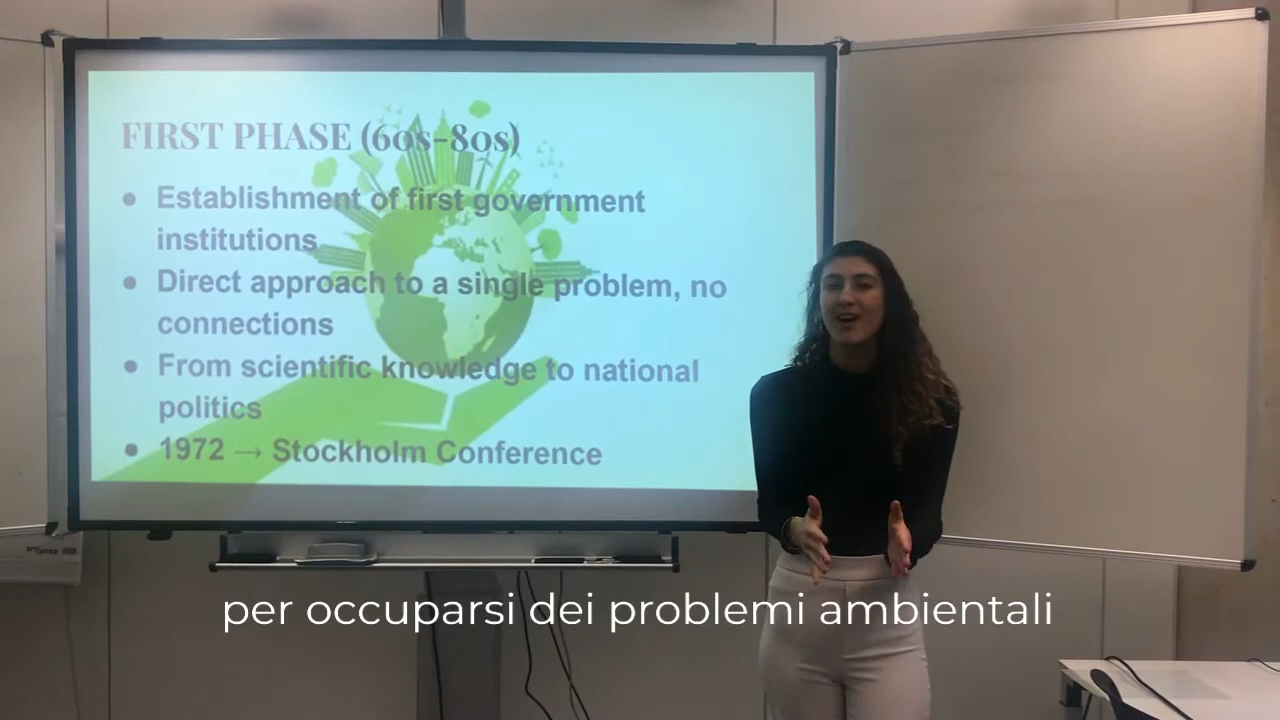 FIRST PHASE (60s-80s)
● Establishment of first government
institutions
● Direct approach to a single problem, no
connections
● From scientific knowledge to national
politics
● 1972 → Stockholm Conference
per occuparsi dei problemi ambientali